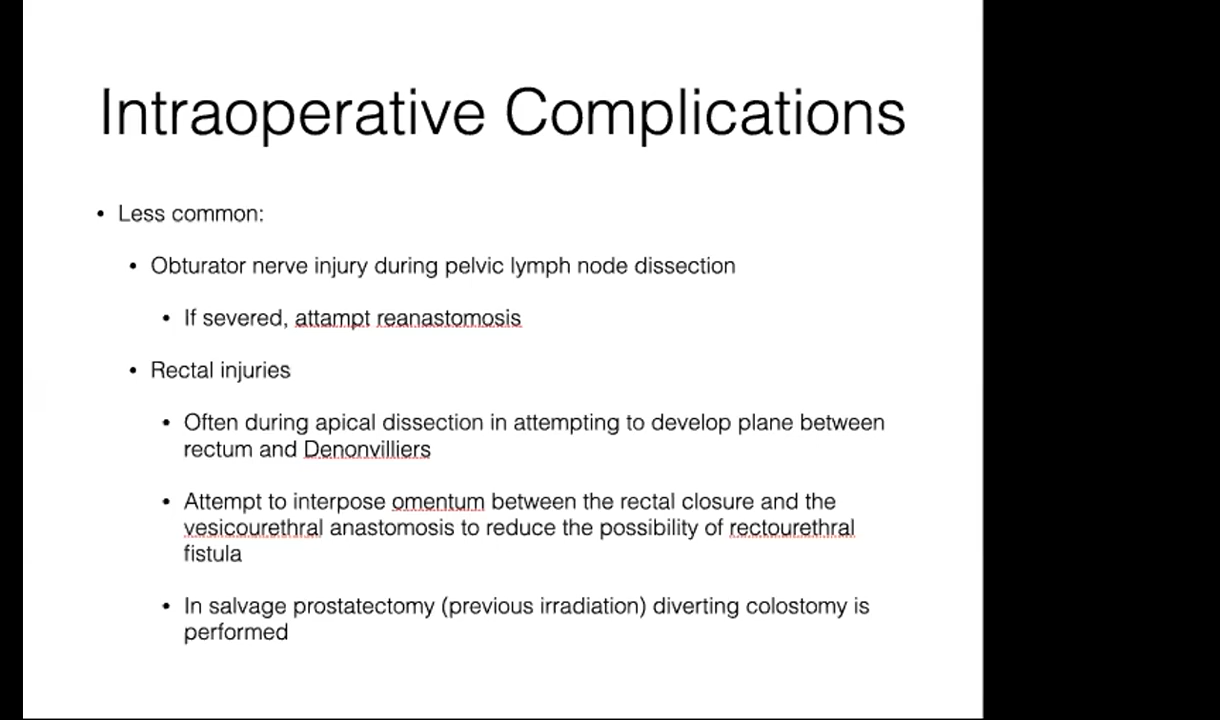 Intraoperative Complications
• Less common:
• Obturator nerve injury during pelvic lymph node dissection
• If severed, attampt reanastomosis
• Rectal injuries
• Often during apical dissection in attempting to develop plane between
rectum and Denonvilliers
• Attempt to interpose omentum between the rectal closure and the
vesicourethral anastomosis to reduce the possibility of rectourethral
fistula
• In salvage prostatectomy (previous irradiation) diverting colostomy is
performed